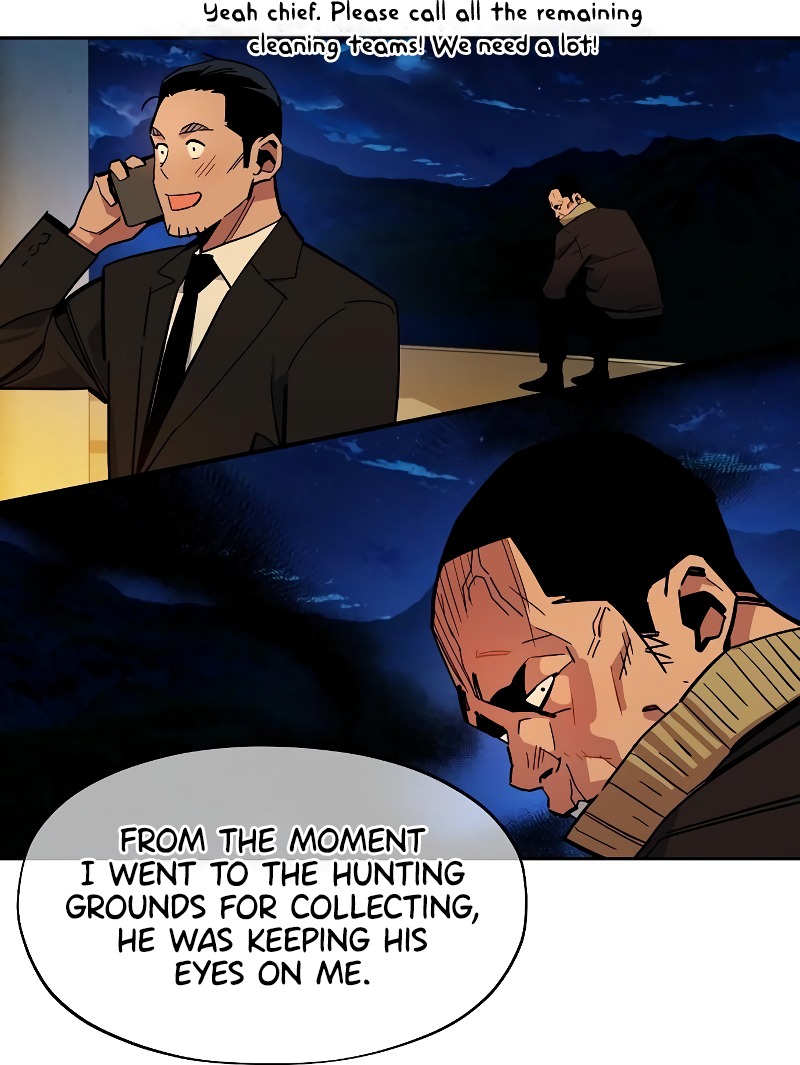 Yeah chief. Please call all the remaining
cleaning teams! We need a lot!
FROM THE MOMENT
I WENT TO THE HUNTING
GROUNDS FOR COLLECTING,
HE WAS KEEPING HIS
EYES ON ME.